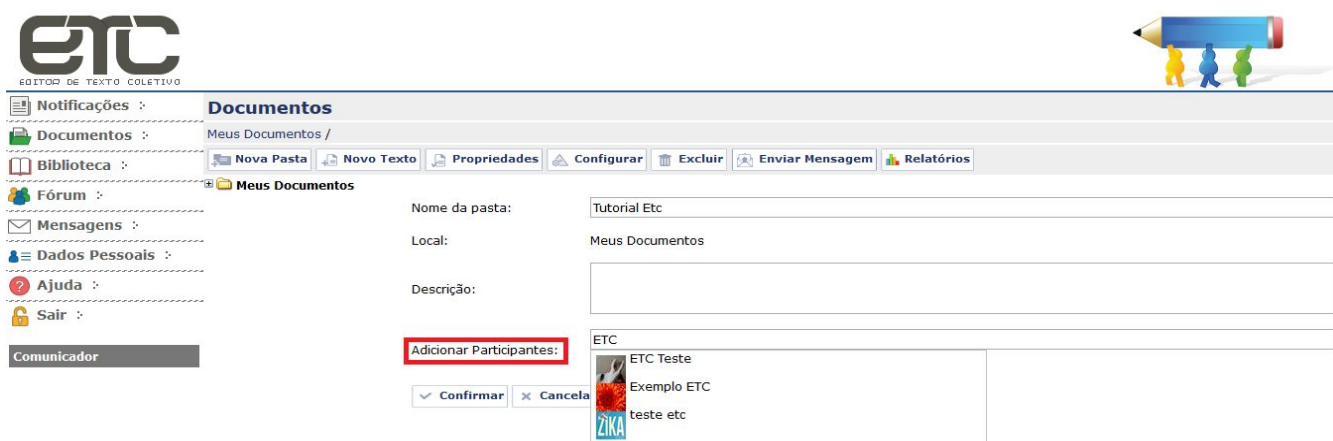 ETC
EDITOR DE TEXTO COLETIVO
Notificações
Documentos
Biblioteca
Fórum
Mensagens
Dados Pessoais
Ajuda
Sair
Comunicador
Documentos
Meus Documentos /
Nova Pasta Novo Texto Propriedades Configurar Excluir Enviar Mensagem Relatórios
Meus Documentos
Nome da pasta: Tutorial Etc
Local: Meus Documentos
Descrição:
Adicionar Participantes: ETC
ETC Teste
Exemplo ETC
ZIKA teste etc
Confirmar Cancela